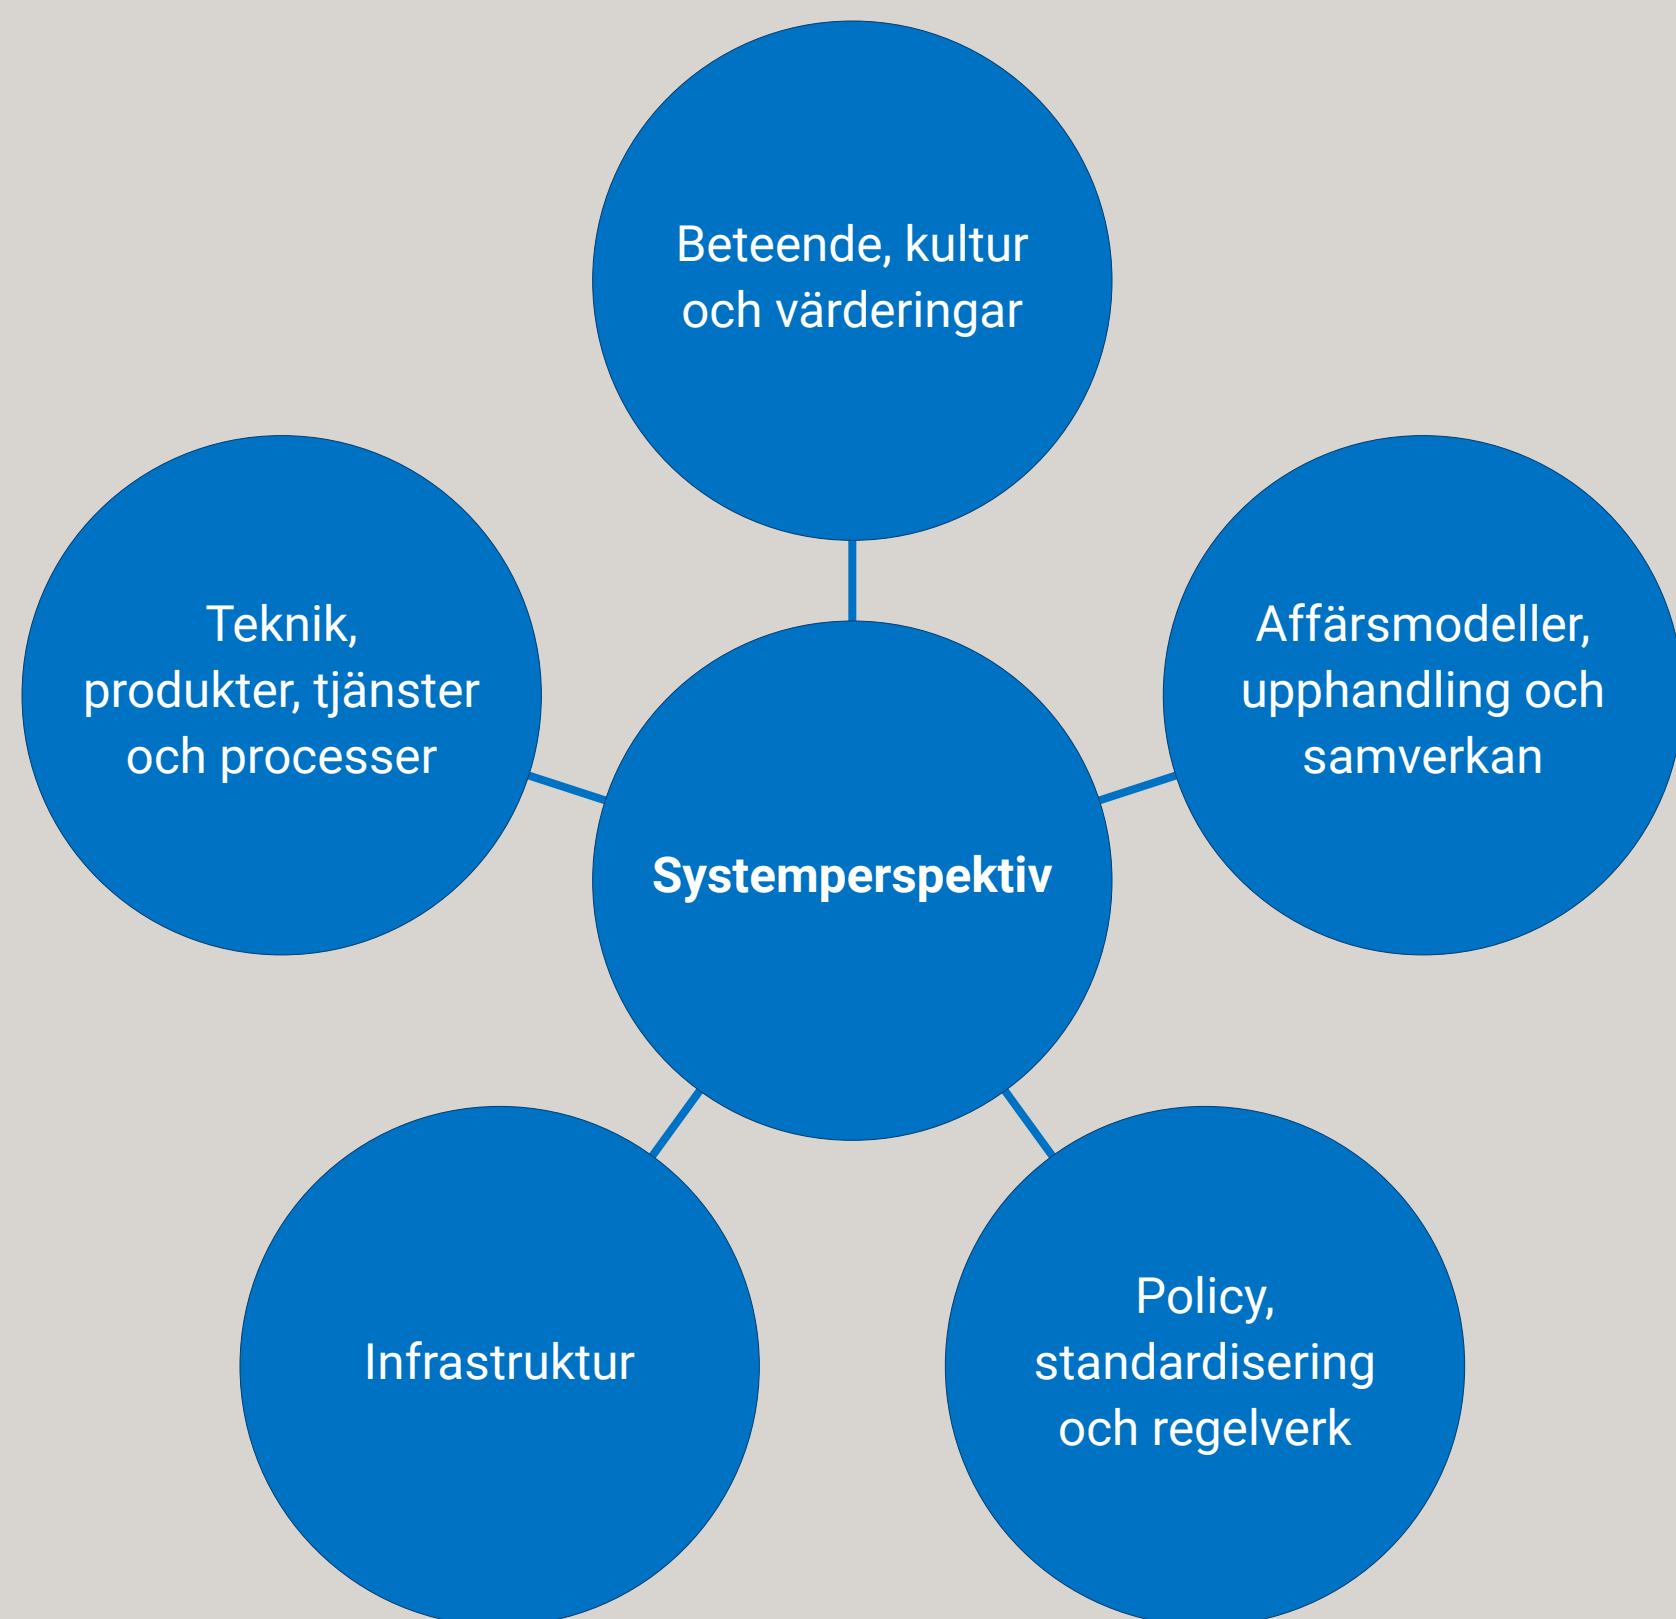 Beteende, kultur
och värderingar
Teknik,
produkter, tjänster
och processer
Affärsmodeller,
upphandling och
samverkan
Systemperspektiv
Infrastruktur
Policy,
standardisering
och regelverk